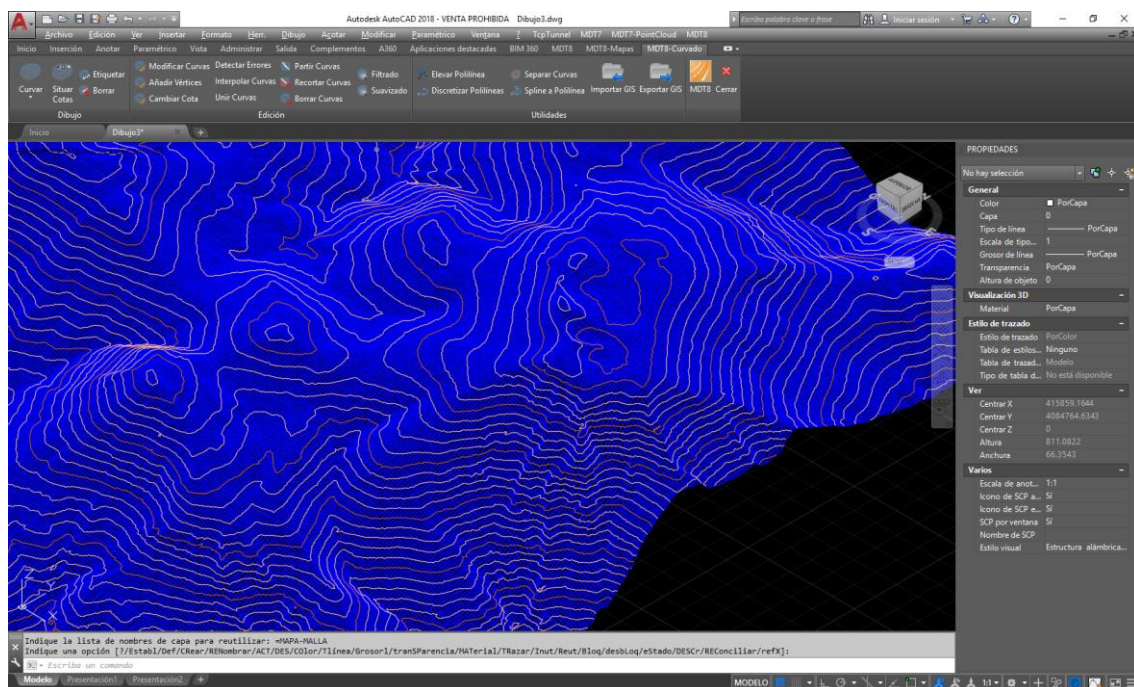 Autodesk AutoCAD 2018 - VENTA PROHIBIDA Dibujo3.dwg
Escriba palabra clave o frase
Iniciar sesión
Archivo Edición Ver Insertar Formato Herr. Dibujo Acotar Modificar Paramétrico Ventana ? TcpTunnel MDT7 MDT7-PointCloud MDT8
Inicio Inserción Anotar Paramétrico Vista Administrar Salida Complementos A360 Aplicaciones destacadas BIM 360 MDT8 MDT8-Mapas MDT8-Curvado
Curvar
Situar Cotas
Etiquetar
Borrar
Modificar Curvas Detectar Errores Partir Curvas
Añadir Vértices Interpolar Curvas Recortar Curvas
Cambiar Cota Unir Curvas Borrar Curvas
Filtrado
Suavizado
Elevar Polilínea Separar Curvas
Discretizar Polilíneas Spline a Polilínea Importar GIS Exportar GIS MDT8 Cerrar
Dibujo Edición Utilidades
Inicio Dibujo3*
PROPIEDADES
No hay selección
General
Color PorCapa
Capa 0
Tipo de línea PorCapa
Escala de tipo... 1
Grosor de línea PorCapa
Transparencia PorCapa
Altura de objeto 0
Visualización 3D
Material PorCapa
Estilo de trazado
Estilo de trazado PorColor
Tabla de estilos... Ninguno
Tabla de trazad... Modelo
Tipo de tabla d... No está disponible
Ver
Centrar X 415859.1644
Centrar Y 4084764.6343
Centrar Z 0
Altura 811.0822
Anchura 66.3543
Varios
Escala de anot... 1:1
Icono de SCP a... Sí
Icono de SCP e... Sí
SCP por ventana Sí
Nombre de SCP
Estilo visual Estructura alámbrica...
Indique la lista de nombres de capa para reutilizar: =MAPA-MALLA
Indique una opción [?/Establ/Def/CRear/RENombrar/ACT/DES/COlor/Tlínea/Grosorl/tranSParencia/MATerial/TRazar/Inut/Reut/Bloq/desbLoq/eStado/DESCr/REConciliar/refX]:
Escriba un comando
Modelo Presentación1 Presentación2 +
MODELO
1:1